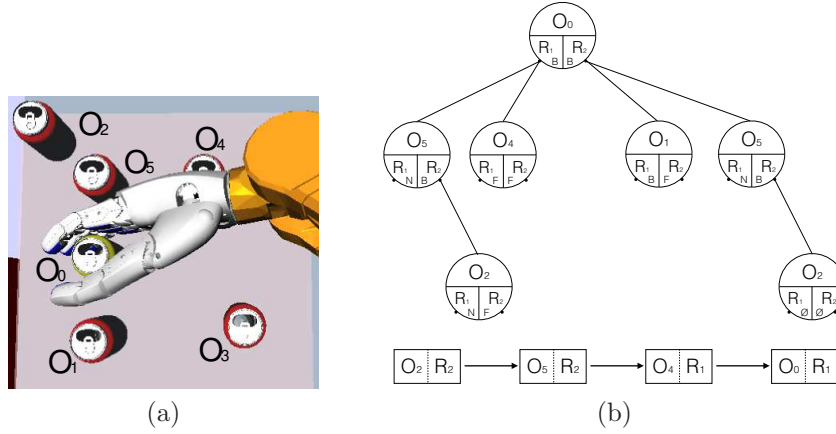 O₂
O₅
O₄
O₀
O₁
O₃
(a)
O₀
R₁ R₂
B B
O₅ O₄ O₁ O₅
R₁ R₂ R₁ R₂ R₁ R₂ R₁ R₂
N B F F B F N B
O₂ O₂
R₁ R₂ R₁ R₂
N F Ø Ø
O₂ R₂ O₅ R₂ O₄ R₁ O₀ R₁
(b)